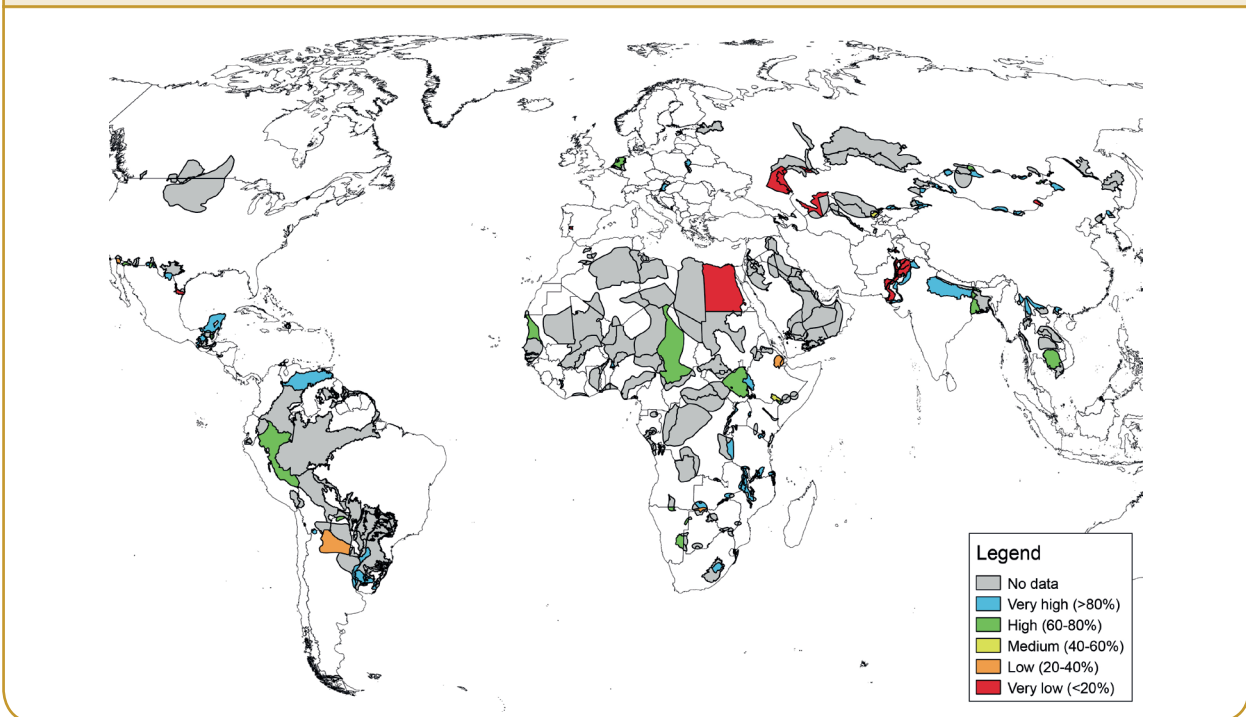 Legend
No data
Very high (>80%)
High (60-80%)
Medium (40-60%)
Low (20-40%)
Very low (<20%)